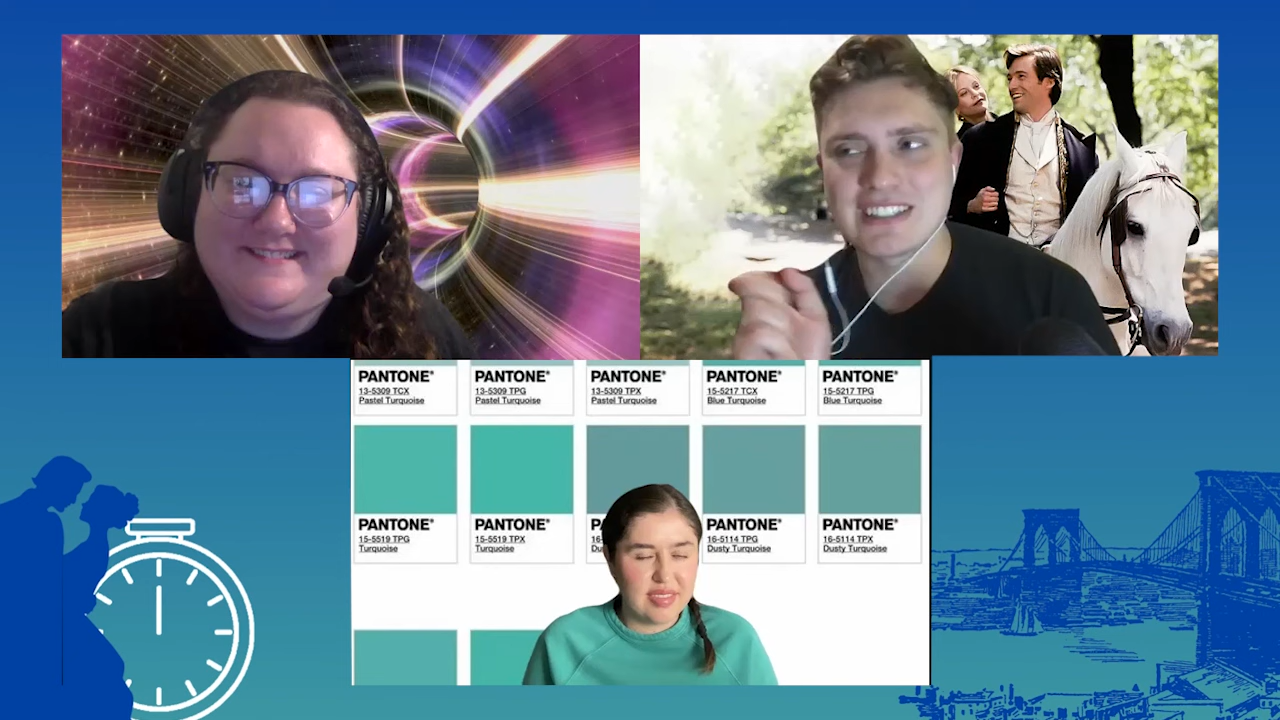 PANTONE®
13-5309 TCX
Pastel Turquoise
PANTONE®
13-5309 TPG
Pastel Turquoise
PANTONE®
13-5309 TPX
Pastel Turquoise
PANTONE®
15-5217 TCX
Blue Turquoise
PANTONE®
15-5217 TPG
Blue Turquoise
PANTONE®
15-5519 TPG
Turquoise
PANTONE®
15-5519 TPX
Turquoise
P
16-
Du
PANTONE®
16-5114 TPG
Dusty Turquoise
PANTONE®
16-5114 TPX
Dusty Turquoise